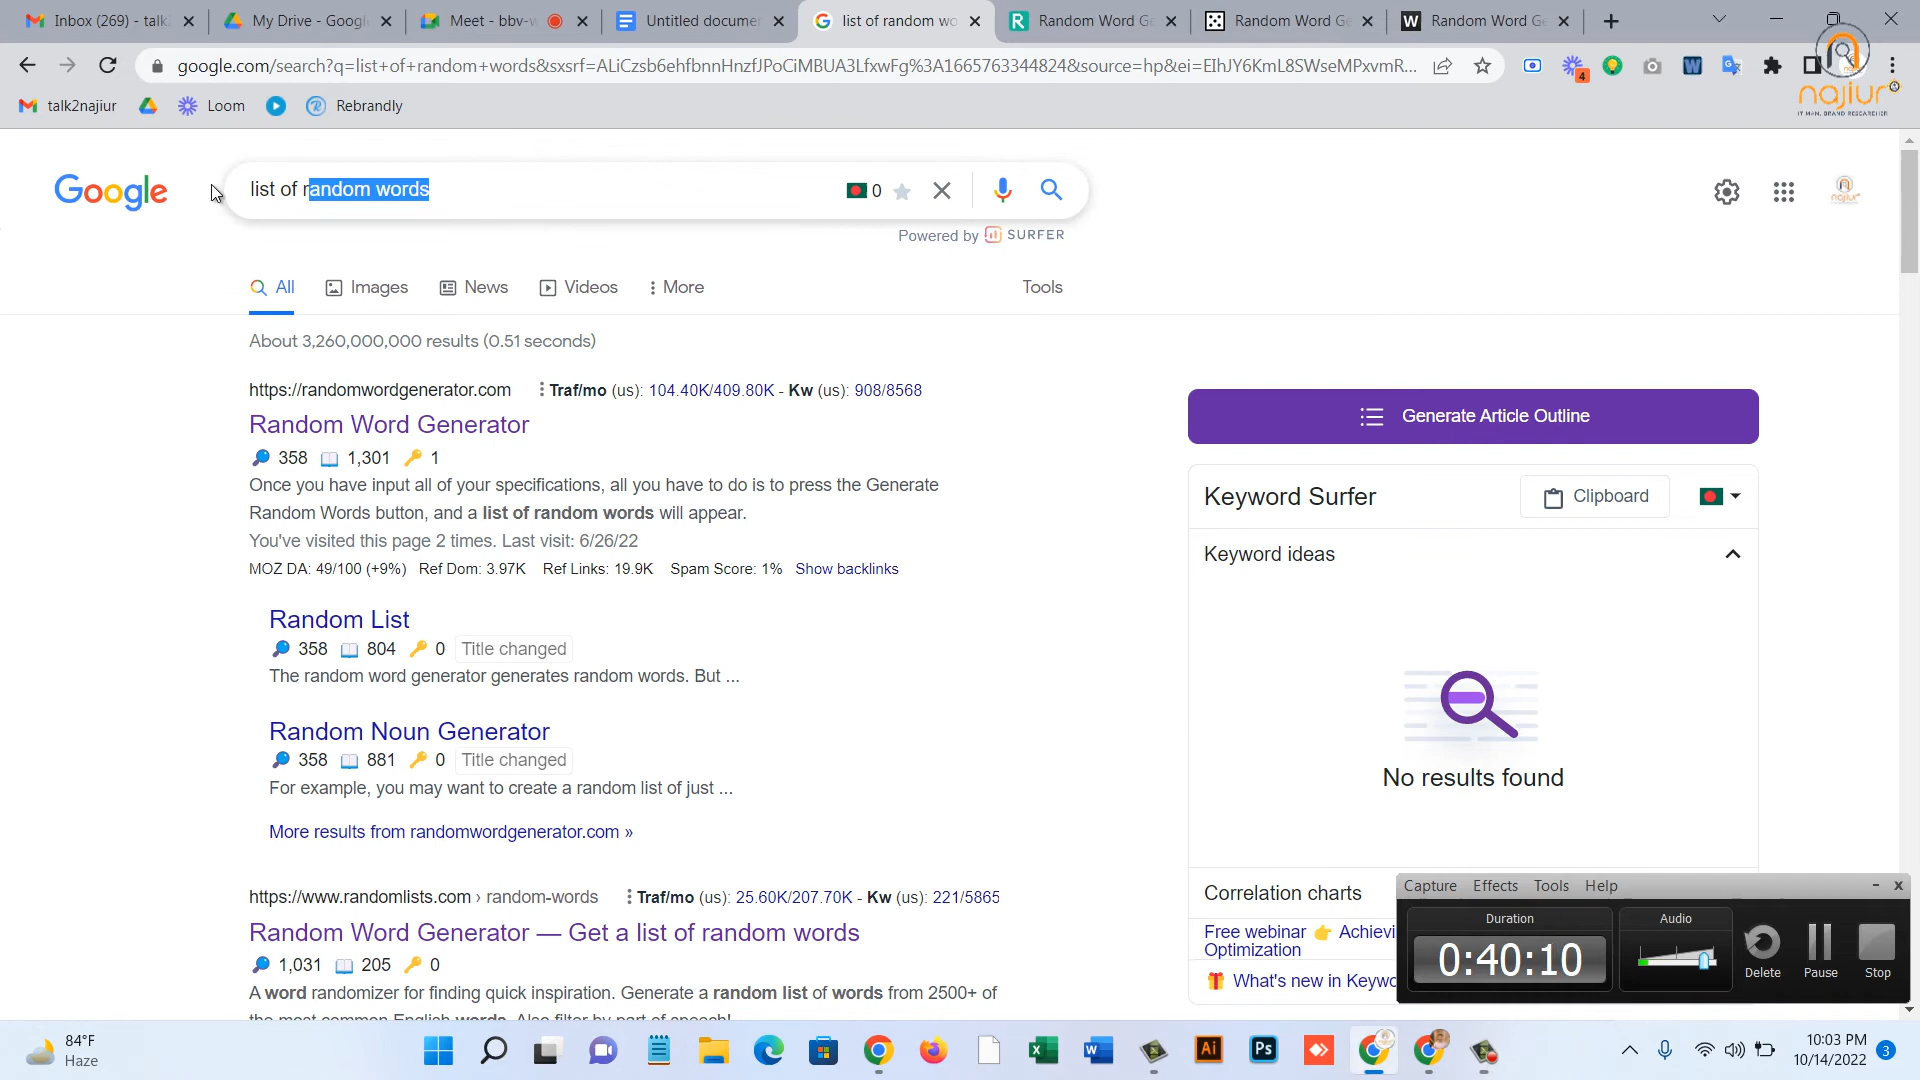 Inbox (269) - talk2
My Drive - Google
Meet - bbv-w
Untitled documen
list of random wo
Random Word Ge
Random Word Ge
Random Word Ge
google.com/search?q=list+of+random+words&sxsrf=ALiCzsb6ehfbnnHnzfJPoCiMBUA3LfxwFg%3A1665763344824&source=hp&ei=EIhJY6KmL8SWseMPxvmR...
4
talk2najiur
Loom
Rebrandly
najiur
IT MAN, BRAND RESEARCHER
Google
list of random words
0
Powered by SURFER
All
Images
News
Videos
More
Tools
About 3,260,000,000 results (0.51 seconds)
https://randomwordgenerator.com
Traf/mo (us): 104.40K/409.80K - Kw (us): 908/8568
Random Word Generator
358 1,301 1
Once you have input all of your specifications, all you have to do is to press the Generate
Random Words button, and a list of random words will appear.
You've visited this page 2 times. Last visit: 6/26/22
MOZ DA: 49/100 (+9%) Ref Dom: 3.97K Ref Links: 19.9K Spam Score: 1% Show backlinks
Random List
358 804 0 Title changed
The random word generator generates random words. But ...
Random Noun Generator
358 881 0 Title changed
For example, you may want to create a random list of just ...
More results from randomwordgenerator.com »
https://www.randomlists.com › random-words
Traf/mo (us): 25.60K/207.70K - Kw (us): 221/5865
Random Word Generator — Get a list of random words
1,031 205 0
A word randomizer for finding quick inspiration. Generate a random list of words from 2500+ of
the most common English words. Also filter by part of speech!
Generate Article Outline
Keyword Surfer
Clipboard
Keyword ideas
No results found
Correlation charts
Free webinar 👉 Achievi
Optimization
What's new in Keywo
Capture Effects Tools Help
Duration
0:40:10
Audio
Delete
Pause
Stop
84°F
Haze
10:03 PM
10/14/2022
3